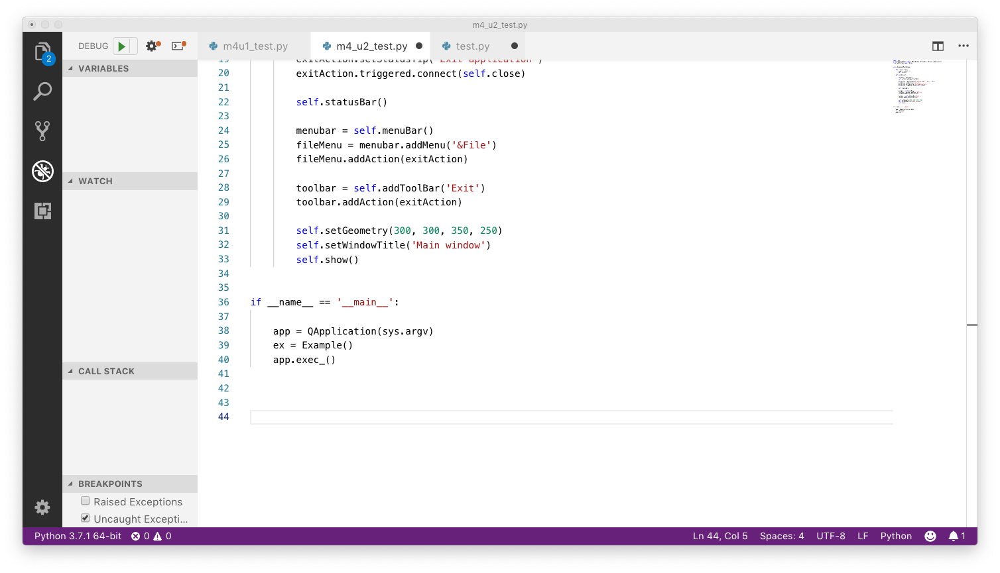 m4_u2_test.py
DEBUG
m4u1_test.py
m4_u2_test.py
test.py
2
VARIABLES
WATCH
CALL STACK
BREAKPOINTS
Raised Exceptions
Uncaught Excepti...
19 exitAction.setStatusTip('Exit application')
20 exitAction.triggered.connect(self.close)
21
22 self.statusBar()
23
24 menubar = self.menuBar()
25 fileMenu = menubar.addMenu('&File')
26 fileMenu.addAction(exitAction)
27
28 toolbar = self.addToolBar('Exit')
29 toolbar.addAction(exitAction)
30
31 self.setGeometry(300, 300, 350, 250)
32 self.setWindowTitle('Main window')
33 self.show()
34
35
36 if __name__ == '__main__':
37
38 app = QApplication(sys.argv)
39 ex = Example()
40 app.exec_()
41
42
43
44
Python 3.7.1 64-bit 0 0
Ln 44, Col 5 Spaces: 4 UTF-8 LF Python 1